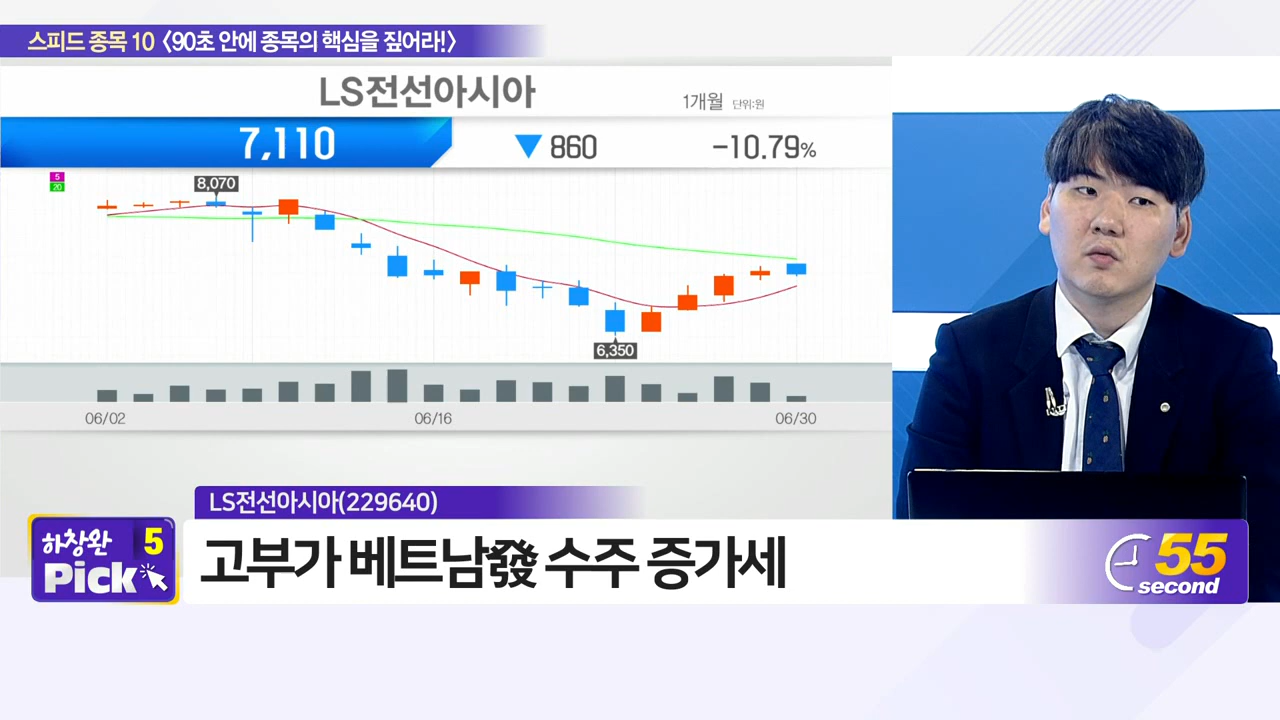 스피드 종목 10 <90초 안에 종목의 핵심을 짚어라!>
LS전선아시아
1개월 단위:원
7,110 ▼ 860 -10.79%
5
20
8,070
6,350
06/02 06/16 06/30
LS전선아시아(229640)
하창완 5
Pick
고부가 베트남發 수주 증가세
55
second